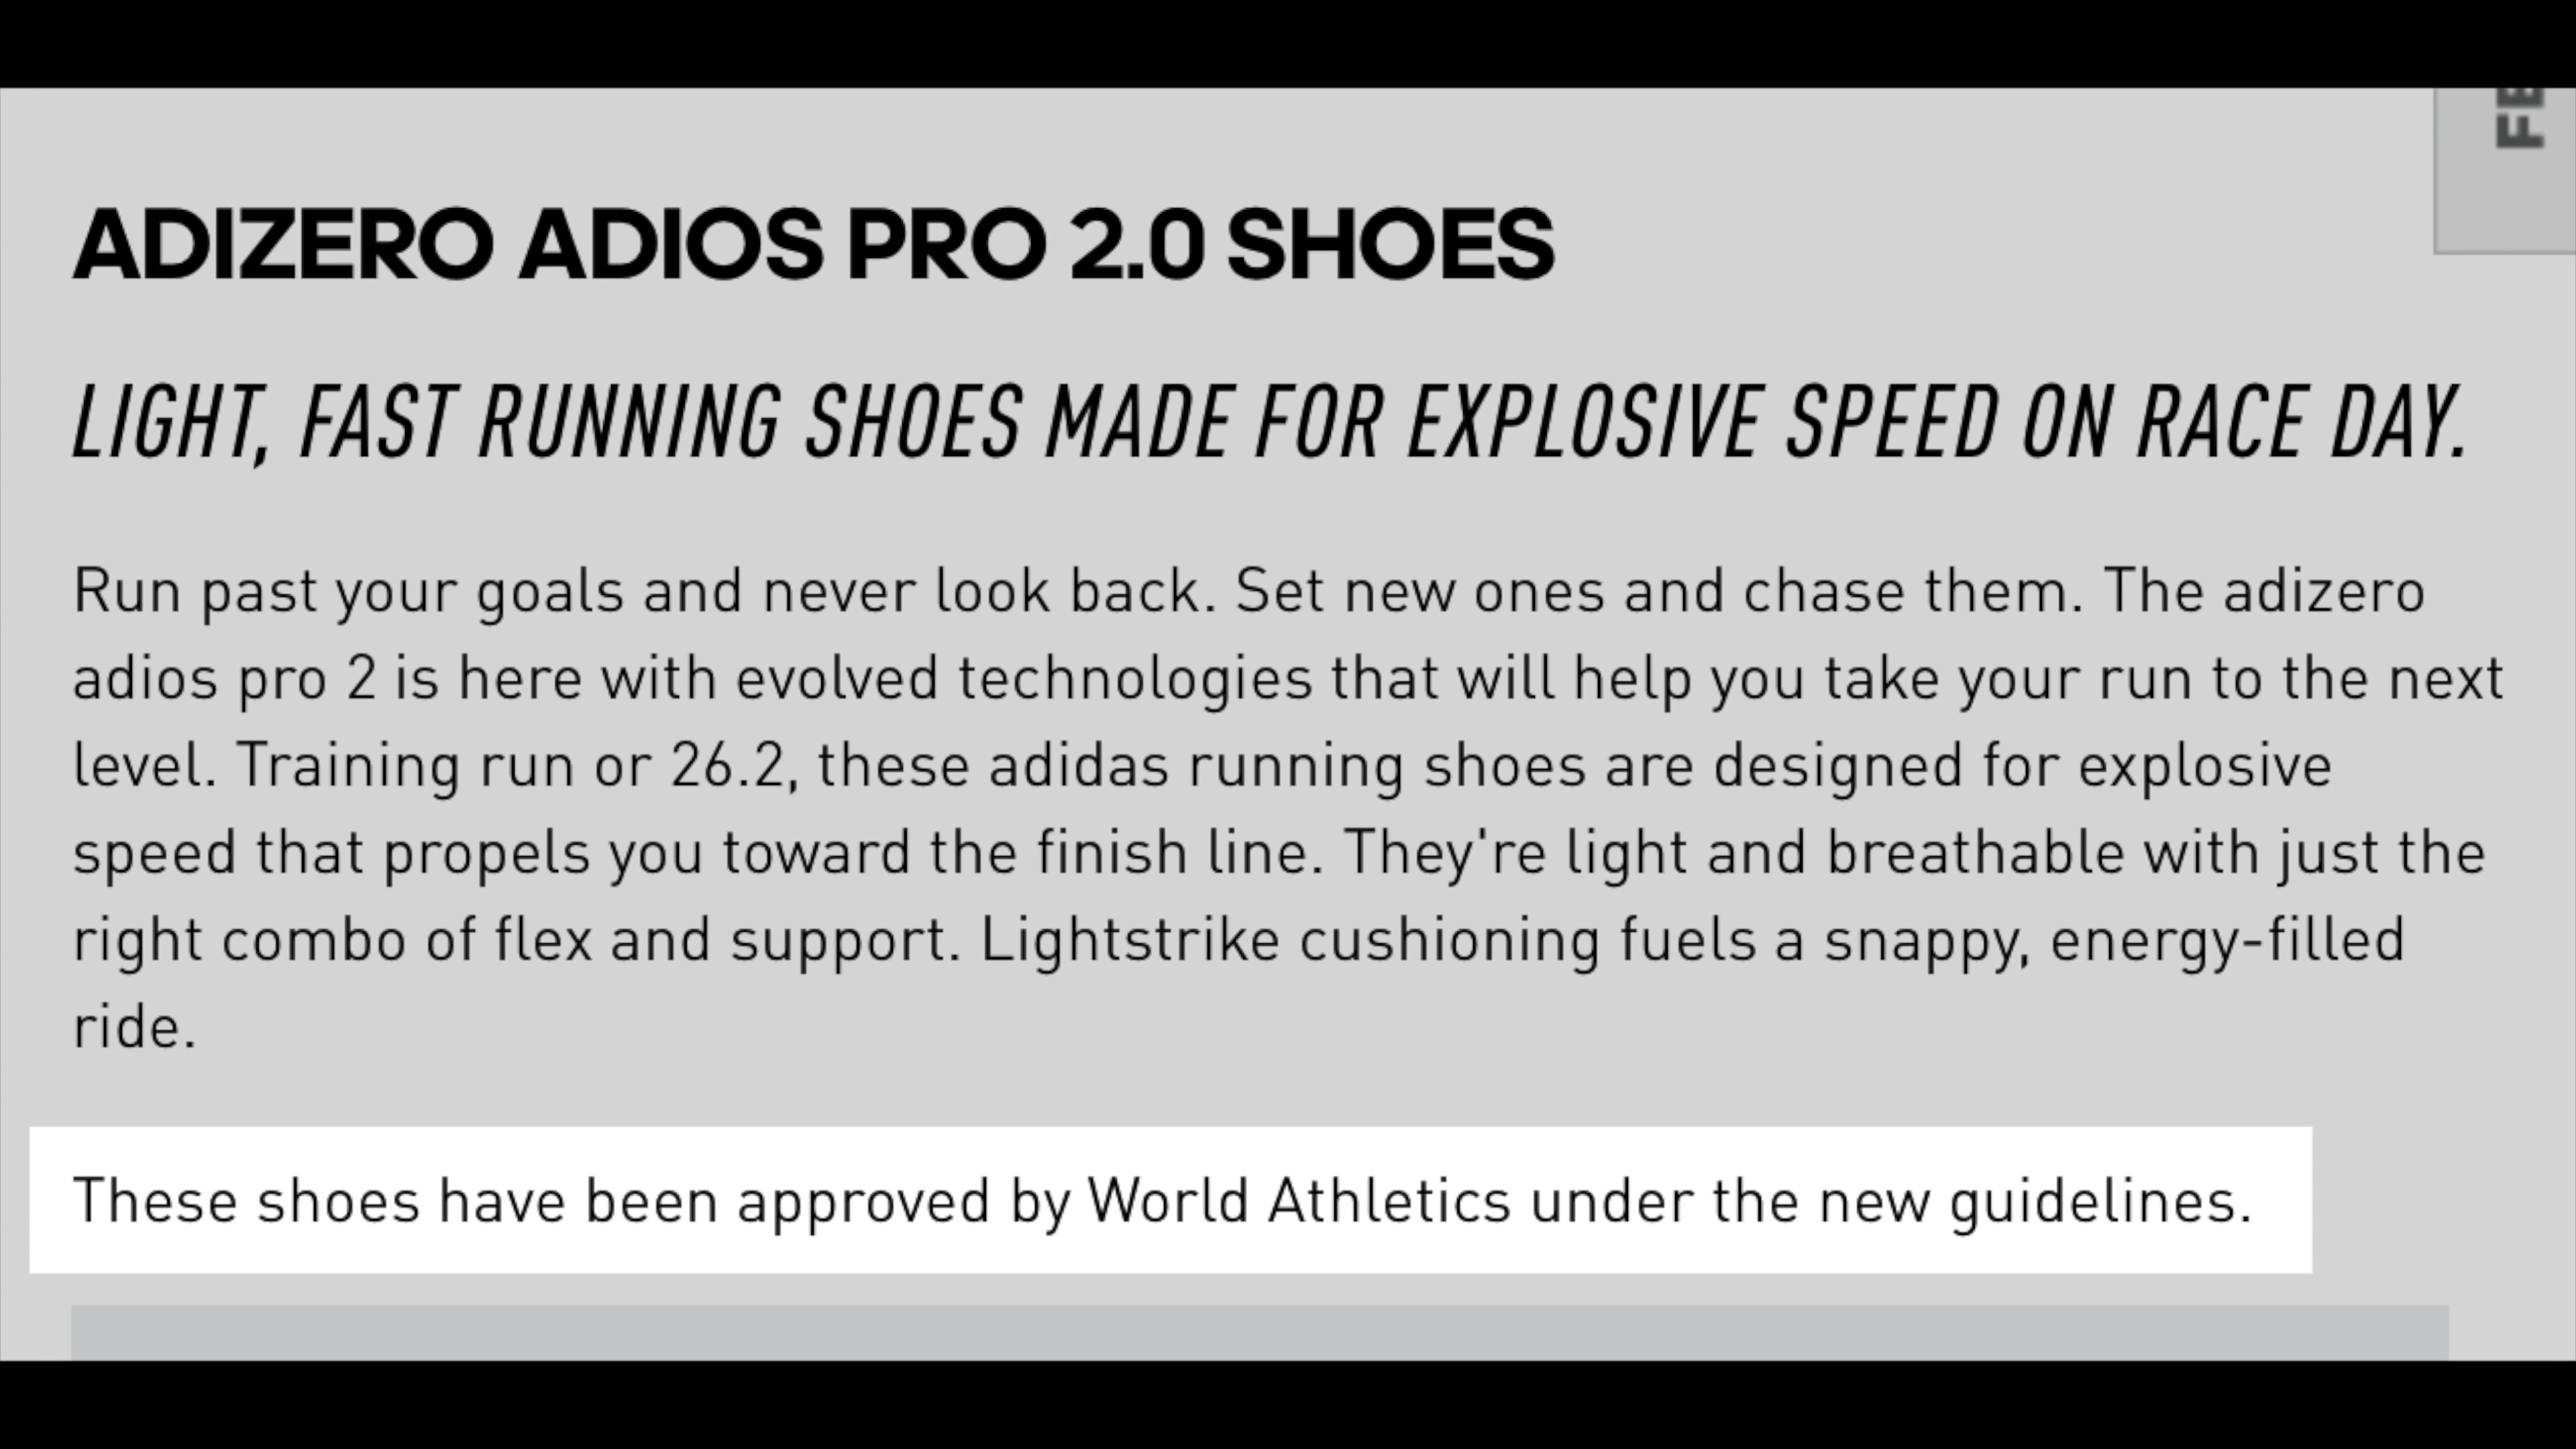 FE
ADIZERO ADIOS PRO 2.0 SHOES
LIGHT, FAST RUNNING SHOES MADE FOR EXPLOSIVE SPEED ON RACE DAY.
Run past your goals and never look back. Set new ones and chase them. The adizero
adios pro 2 is here with evolved technologies that will help you take your run to the next
level. Training run or 26.2, these adidas running shoes are designed for explosive
speed that propels you toward the finish line. They're light and breathable with just the
right combo of flex and support. Lightstrike cushioning fuels a snappy, energy-filled
ride.
These shoes have been approved by World Athletics under the new guidelines.